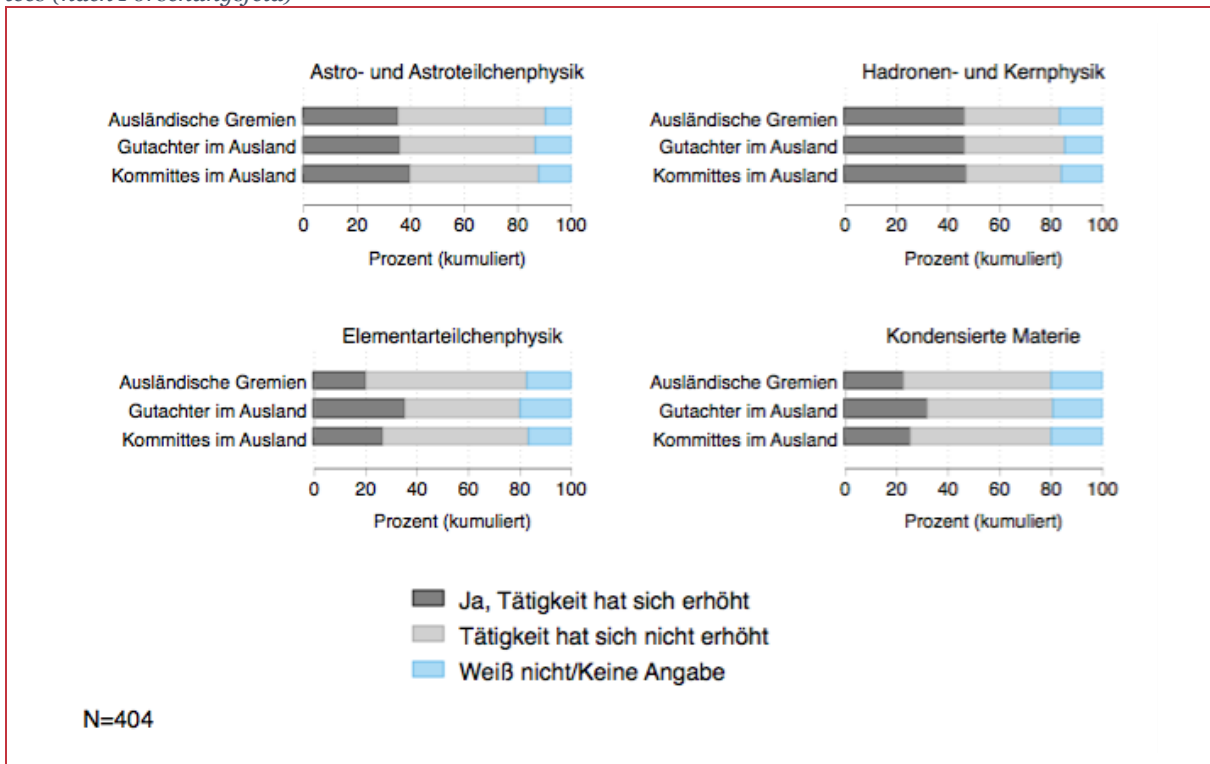 (nach Forschungsfeld)
Astro- und Astroteilchenphysik
Ausländische Gremien
Gutachter im Ausland
Kommittes im Ausland
0 20 40 60 80 100
Prozent (kumuliert)
Hadronen- und Kernphysik
Ausländische Gremien
Gutachter im Ausland
Kommittes im Ausland
0 20 40 60 80 100
Prozent (kumuliert)
Elementarteilchenphysik
Ausländische Gremien
Gutachter im Ausland
Kommittes im Ausland
0 20 40 60 80 100
Prozent (kumuliert)
Kondensierte Materie
Ausländische Gremien
Gutachter im Ausland
Kommittes im Ausland
0 20 40 60 80 100
Prozent (kumuliert)
Ja, Tätigkeit hat sich erhöht
Tätigkeit hat sich nicht erhöht
Weiß nicht/Keine Angabe
N=404